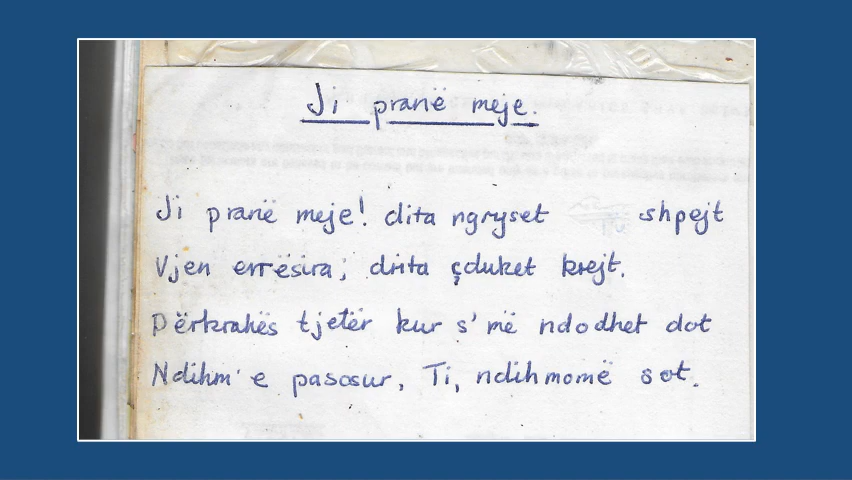 Ji pranë meje.
Ji pranë meje! dita ngryset shpejt
Vjen errësira; drita çduket krejt.
Përkrahës tjetër kur s'më ndodhet dot
Ndihm' e pasosur, Ti, ndihmomë sot.